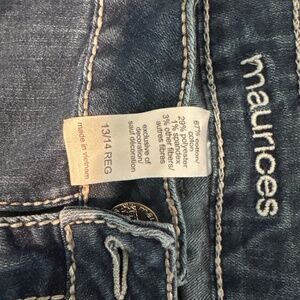 maurices
67% cotton/
coton
29% polyester
1% spandex
3% other fibers/
autres fibres
exclusive of
decoration/
sauf décoration
13/14 REG
made in vietnam